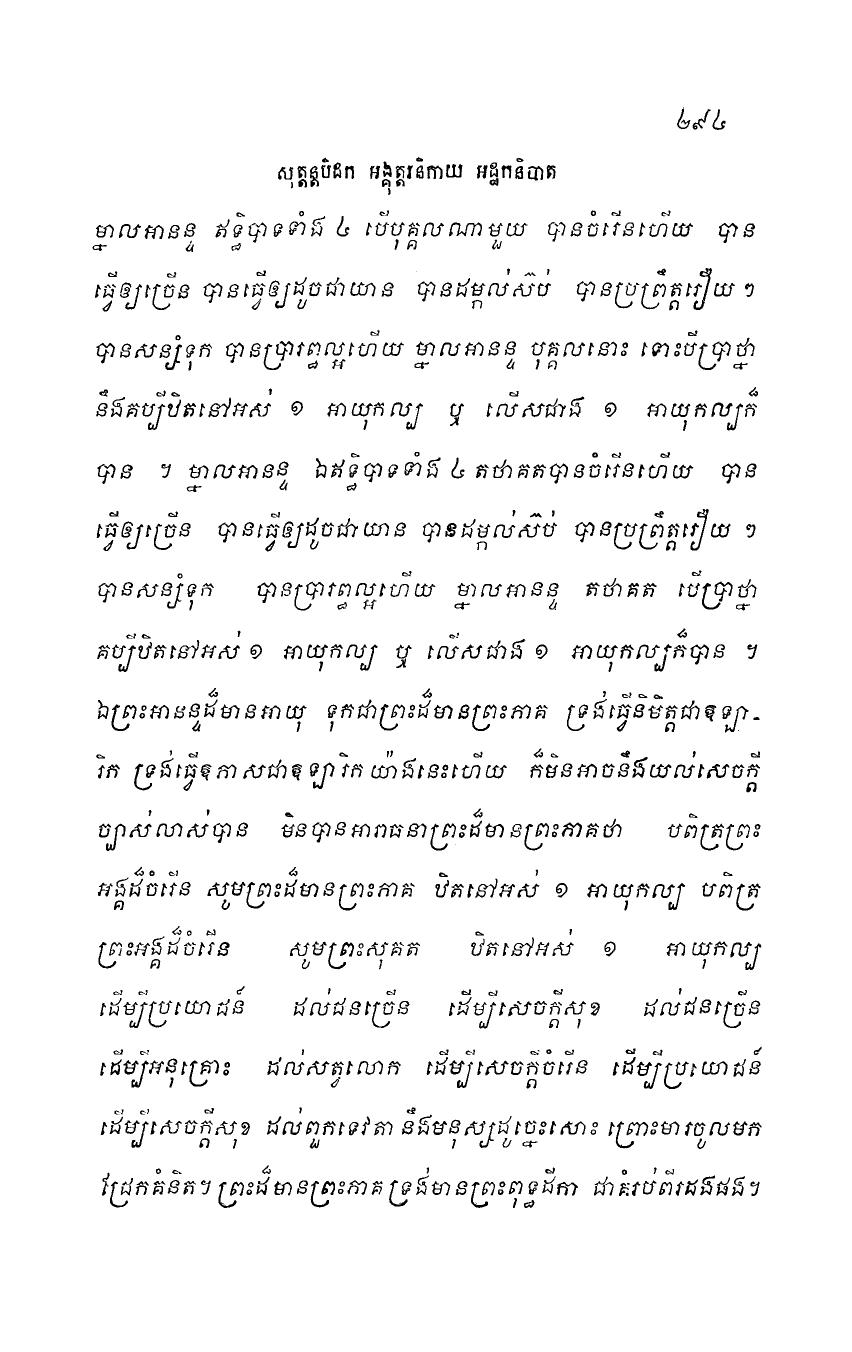 ២៩៤
សុត្តន្តបិដក អង្គុត្តរនិកាយ អដ្ឋកនិបាត
ម្នាលអានន្ទ ឥទ្ធិបាទទាំង ៤ បើបុគ្គលណាមួយ បានចំរើនហើយ បាន
ធ្វើឲ្យច្រើន បានធ្វើឲ្យដូចជាយាន បានដម្កល់ស៊ប់ បានប្រព្រឹត្តរឿយ ៗ
បានសន្សំទុក បានប្រារព្ធល្អហើយ ម្នាលអានន្ទ បុគ្គលនោះ ទោះបីប្រាថ្នា
នឹងគប្បីឋិតនៅអស់ ១ អាយុកល្ប ឬ លើសជាង ១ អាយុកល្បក៏
បាន ។ ម្នាលអានន្ទ ឯឥទ្ធិបាទទាំង ៤ តថាគតបានចំរើនហើយ បាន
ធ្វើឲ្យច្រើន បានធ្វើឲ្យដូចជាយាន បានដម្កល់ស៊ប់ បានប្រព្រឹត្តរឿយ ៗ
បានសន្សំទុក បានប្រារព្ធល្អហើយ ម្នាលអានន្ទ តថាគត បើប្រាថ្នា
គប្បីឋិតនៅអស់ ១ អាយុកល្ប ឬ លើសជាង ១ អាយុកល្បក៏បាន ។
ឯព្រះអានន្ទដ៏មានអាយុ ទុកជាព្រះដ៏មានព្រះភាគ ទ្រង់ធ្វើនិមិត្តជាឱឡា-
រិក ទ្រង់ធ្វើឱភាសជាឱឡារិក យ៉ាងនេះហើយ ក៏មិនអាចនឹងយល់សេចក្តី
ច្បាស់លាស់បាន មិនបានអារាធនាព្រះដ៏មានព្រះភាគថា បពិត្រព្រះ
អង្គដ៏ចំរើន សូមព្រះដ៏មានព្រះភាគ ឋិតនៅអស់ ១ អាយុកល្ប បពិត្រ
ព្រះអង្គដ៏ចំរើន សូមព្រះសុគត ឋិតនៅអស់ ១ អាយុកល្ប
ដើម្បីប្រយោជន៍ ដល់ជនច្រើន ដើម្បីសេចក្តីសុខ ដល់ជនច្រើន
ដើម្បីអនុគ្រោះ ដល់សត្វលោក ដើម្បីសេចក្តីចំរើន ដើម្បីប្រយោជន៍
ដើម្បីសេចក្តីសុខ ដល់ពួកទេវតា នឹងមនុស្សដូច្នេះសោះ ព្រោះមារចូលមក
ជ្រែកគំនិត។ ព្រះដ៏មានព្រះភាគ ទ្រង់មានព្រះពុទ្ធដីកា ជាគំរប់ពីរដងផង។